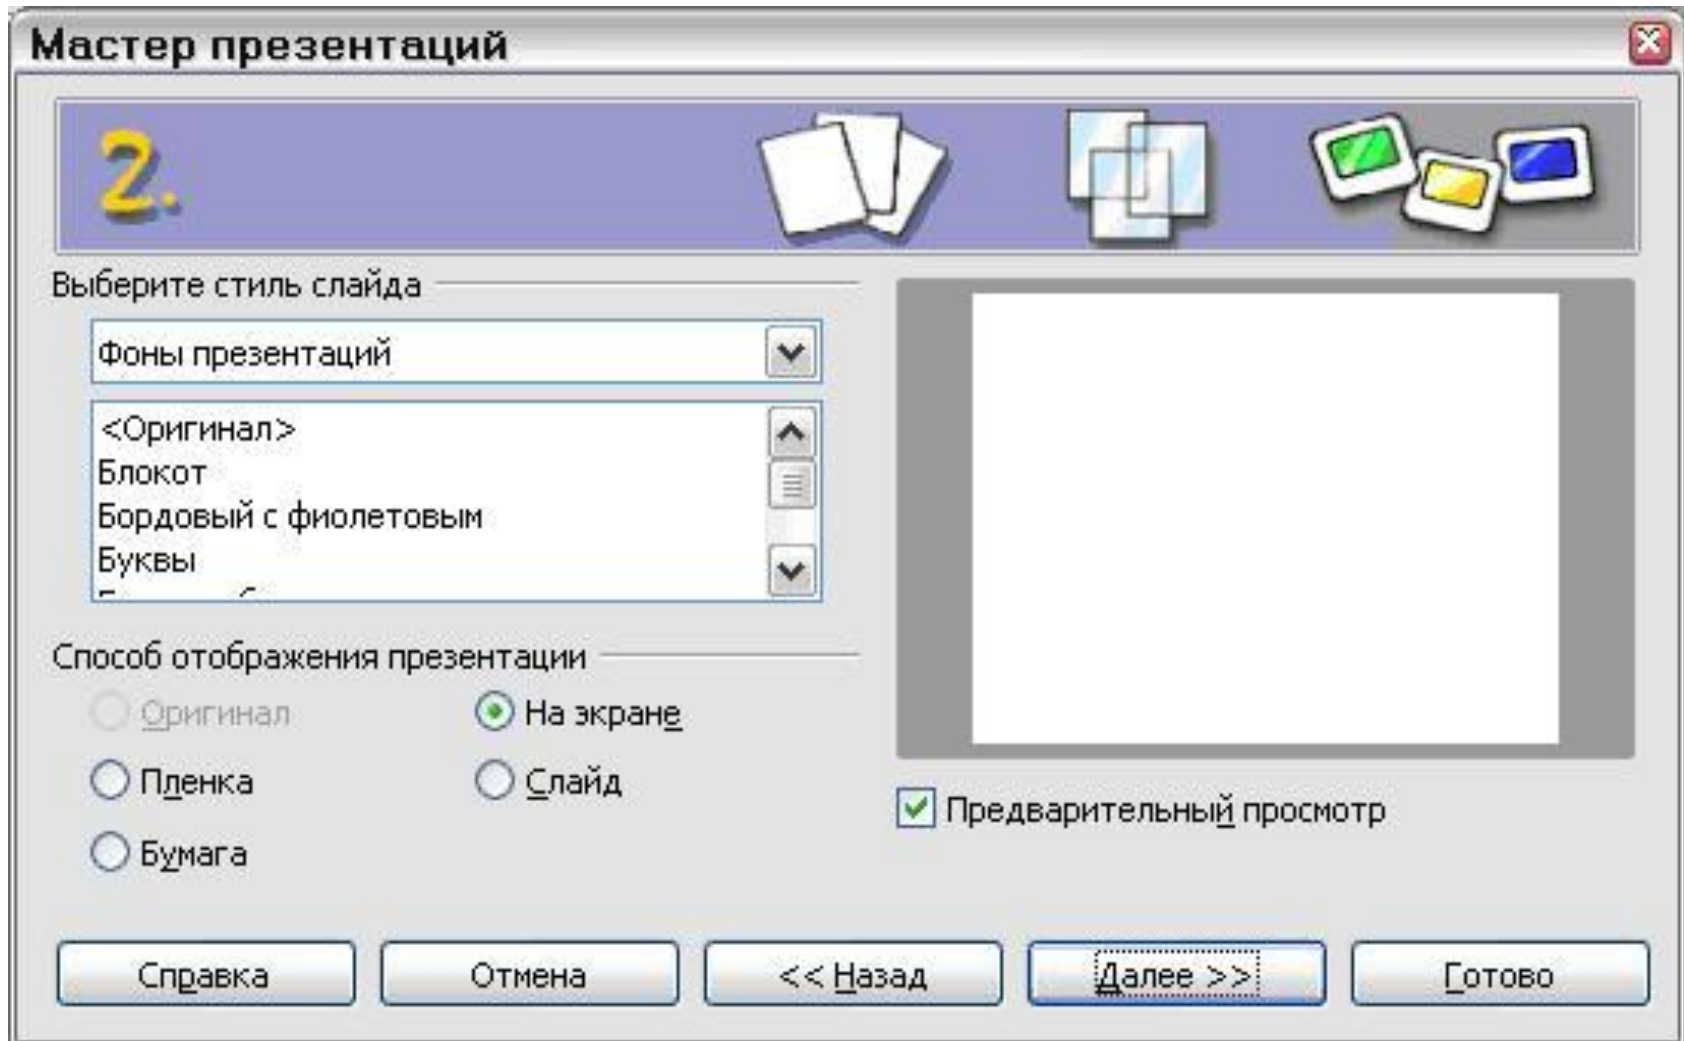 Мастер презентаций
2.
Выберите стиль слайда
Фоны презентаций
<Оригинал>
Блокот
Бордовый с фиолетовым
Буквы
Способ отображения презентации
Оригинал
На экране
Пленка
Слайд
Бумага
Предварительный просмотр
Справка
Отмена
<< Назад
Далее >>
Готово